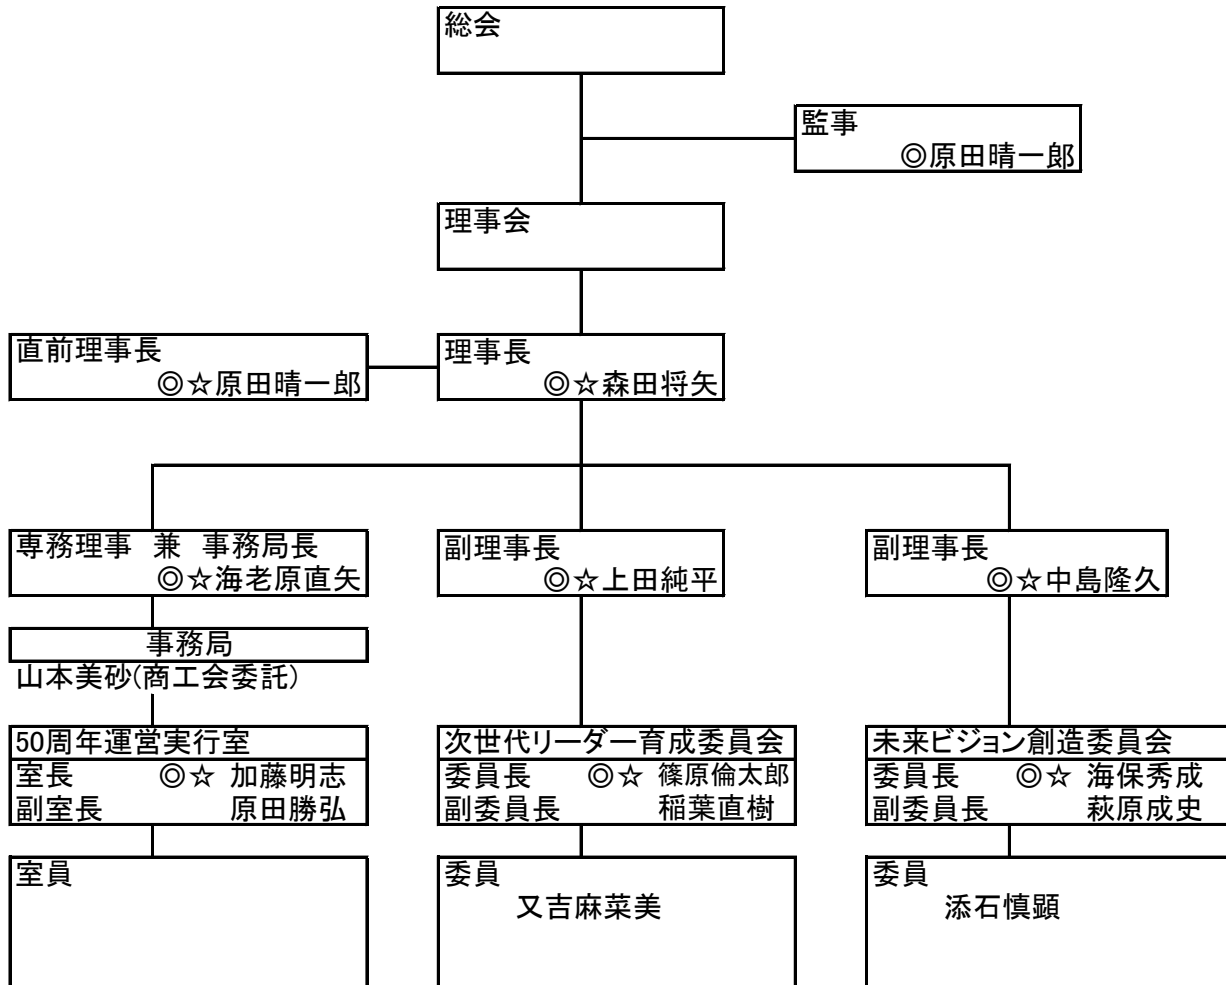 総会
監事
◎原田晴一郎
理事会
直前理事長
◎☆原田晴一郎
理事長
◎☆森田将矢
専務理事 兼 事務局長
◎☆海老原直矢
副理事長
◎☆上田純平
副理事長
◎☆中島隆久
事務局
山本美砂(商工会委託)
50周年運営実行室
室長 ◎☆ 加藤明志
副室長 原田勝弘
次世代リーダー育成委員会
委員長 ◎☆ 篠原倫太郎
副委員長 稲葉直樹
未来ビジョン創造委員会
委員長 ◎☆ 海保秀成
副委員長 萩原成史
室員
委員
又吉麻菜美
委員
添石慎顕